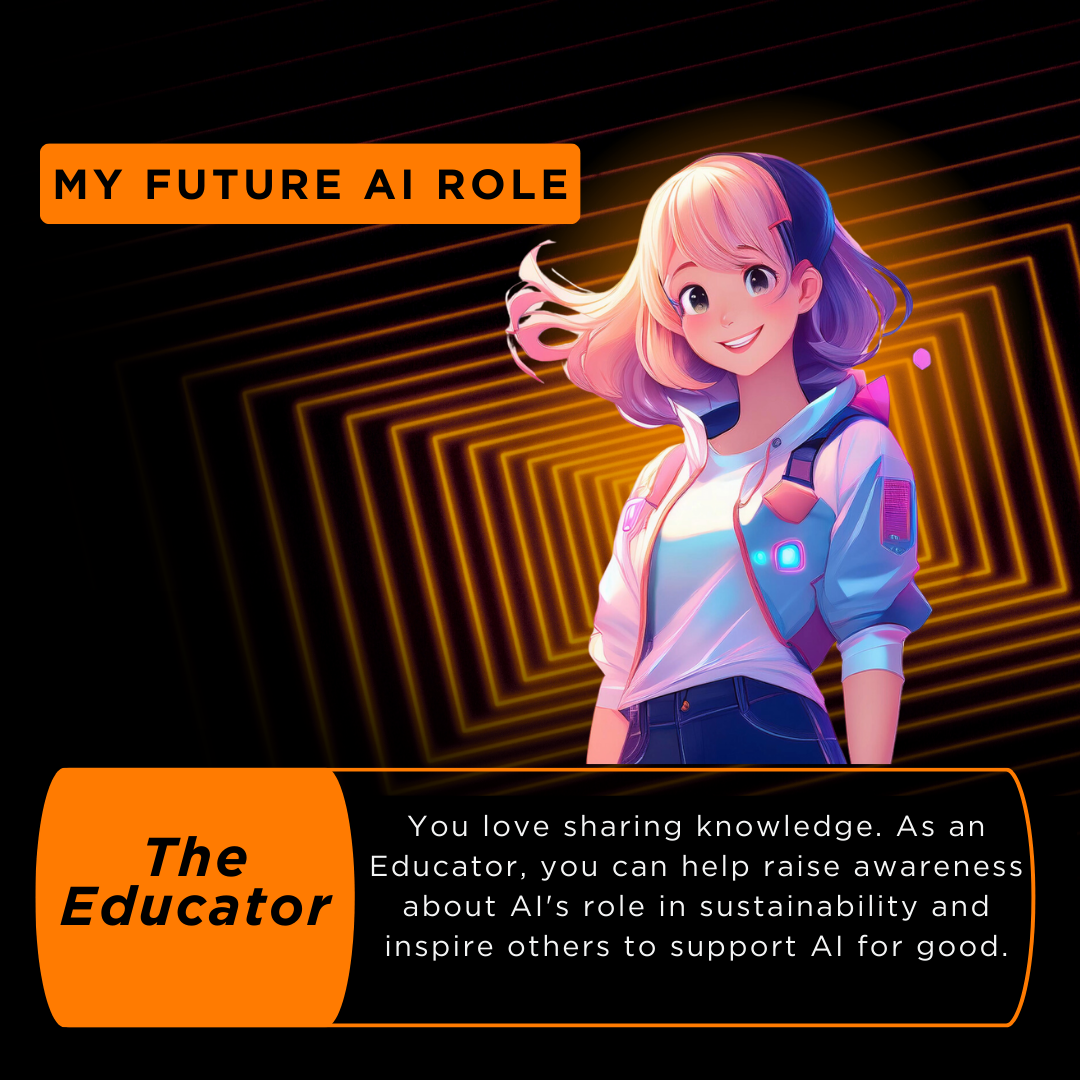 MY FUTURE AI ROLE
The
Educator
You love sharing knowledge. As an
Educator, you can help raise awareness
about AI's role in sustainability and
inspire others to support AI for good.